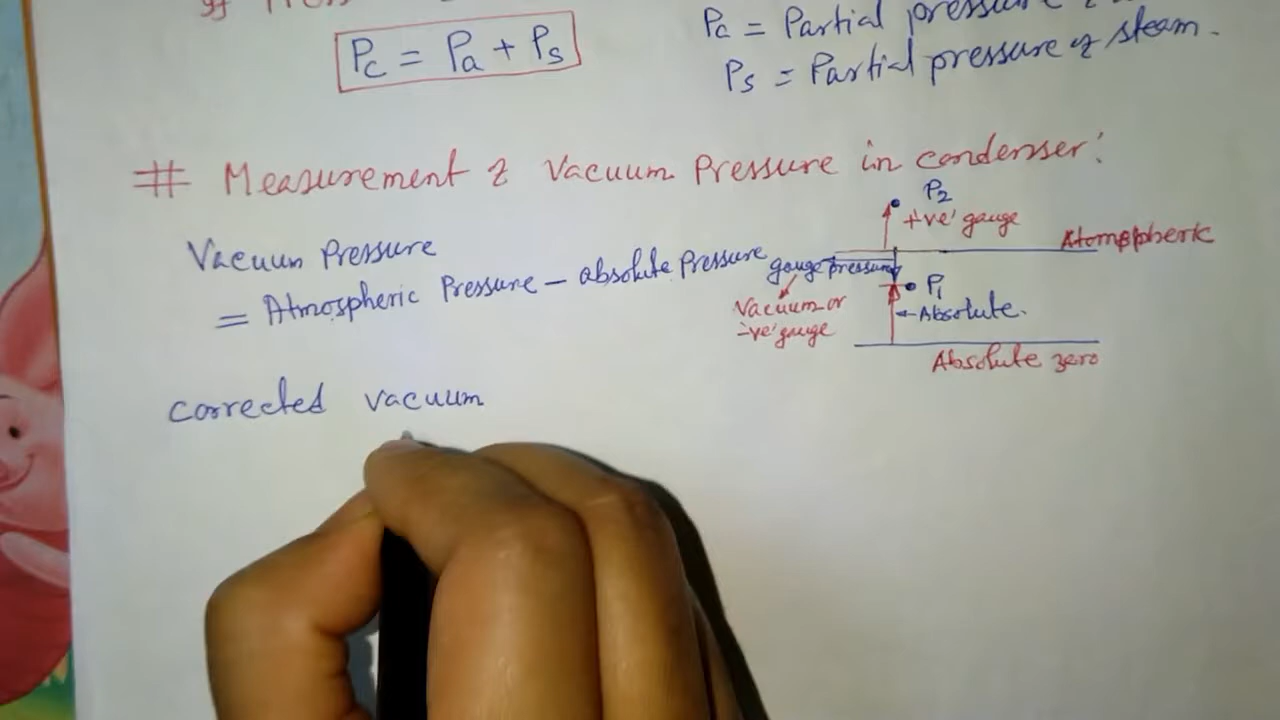 Pc = Pa + Ps
Pc = Partial pressure
Ps = Partial pressure of steam.
# Measurement of Vacuum Pressure in condenser:
Vacuum Pressure
= Atmospheric Pressure - absolute Pressure
P2
+ve gauge
Atomspheric
gauge pressure
P1
Vacuum or
-ve gauge
Absolute.
Absolute zero
corrected vacuum